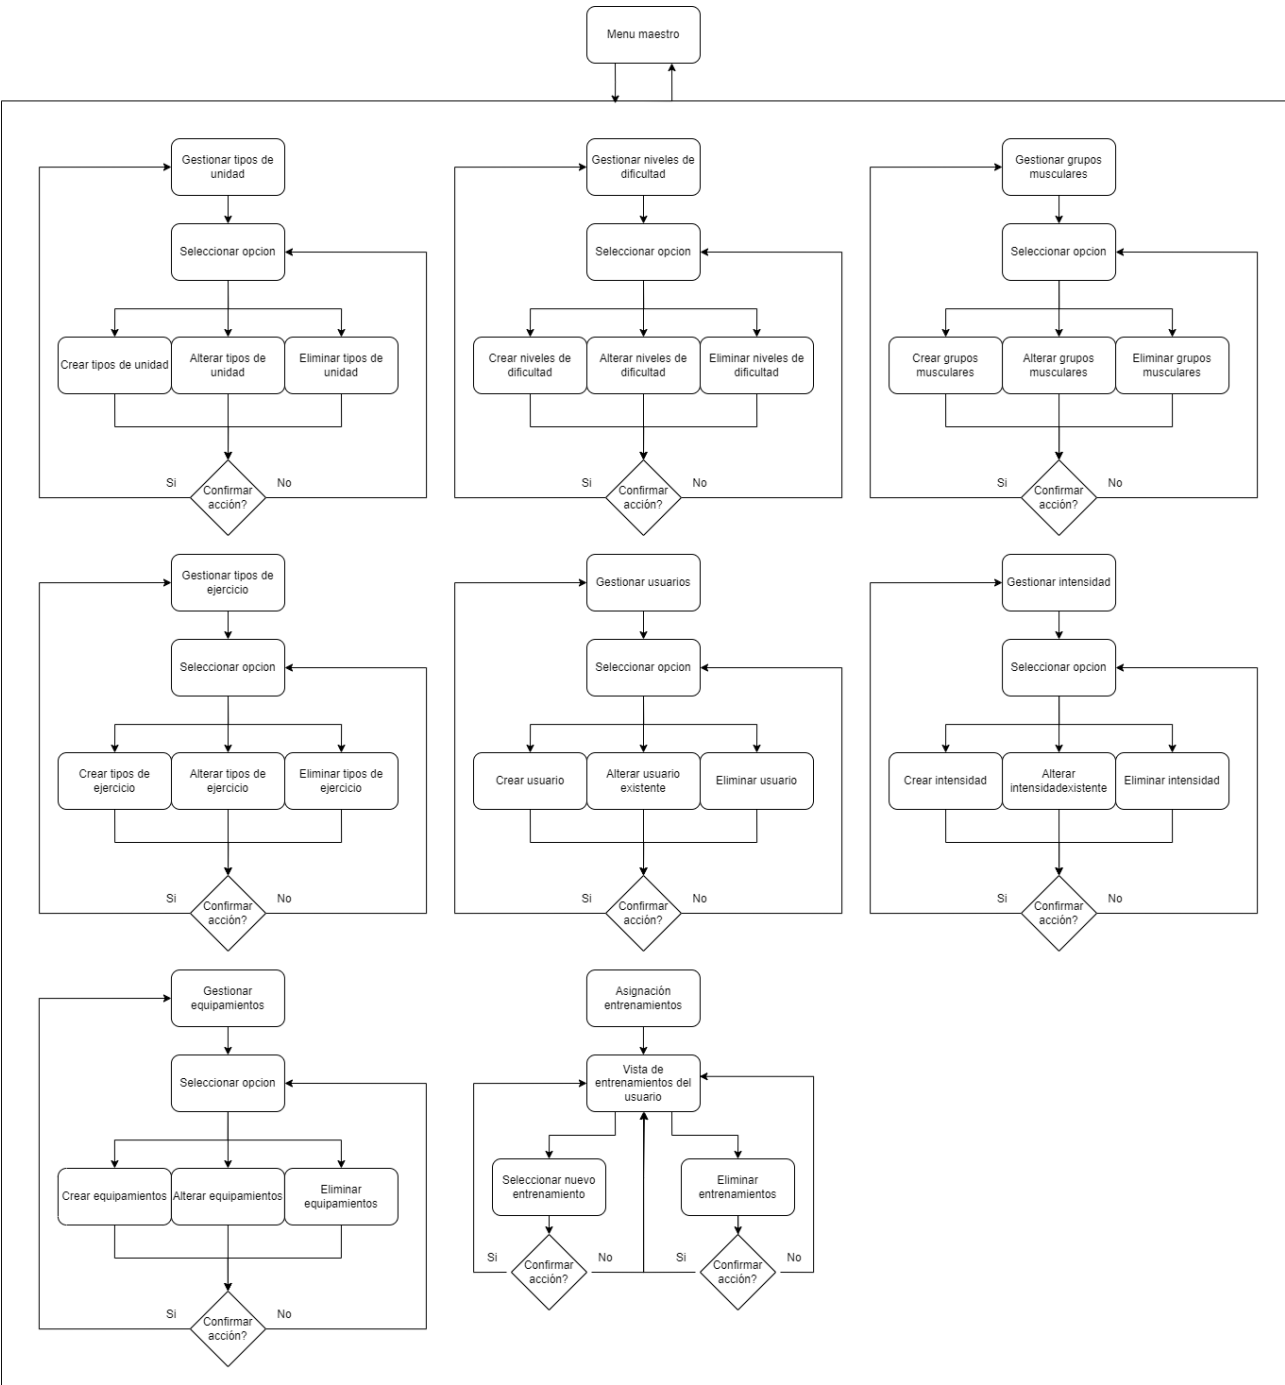 Menu maestro
Gestionar tipos de
unidad
Seleccionar opcion
Crear tipos de unidad
Alterar tipos de
unidad
Eliminar tipos de
unidad
Si
Confirmar
acción?
No
Gestionar niveles de
dificultad
Seleccionar opcion
Crear niveles de
dificultad
Alterar niveles de
dificultad
Eliminar niveles de
dificultad
Si
Confirmar
acción?
No
Gestionar grupos
musculares
Seleccionar opcion
Crear grupos
musculares
Alterar grupos
musculares
Eliminar grupos
musculares
Si
Confirmar
acción?
No
Gestionar tipos de
ejercicio
Seleccionar opcion
Crear tipos de
ejercicio
Alterar tipos de
ejercicio
Eliminar tipos de
ejercicio
Si
Confirmar
acción?
No
Gestionar usuarios
Seleccionar opcion
Crear usuario
Alterar usuario
existente
Eliminar usuario
Si
Confirmar
acción?
No
Gestionar intensidad
Seleccionar opcion
Crear intensidad
Alterar
intensidadexistente
Eliminar intensidad
Si
Confirmar
acción?
No
Gestionar
equipamientos
Seleccionar opcion
Crear equipamientos
Alterar equipamientos
Eliminar
equipamientos
Si
Confirmar
acción?
No
Asignación
entrenamientos
Vista de
entrenamientos del
usuario
Seleccionar nuevo
entrenamiento
Eliminar
entrenamientos
Si
Confirmar
acción?
No
Si
Confirmar
acción?
No